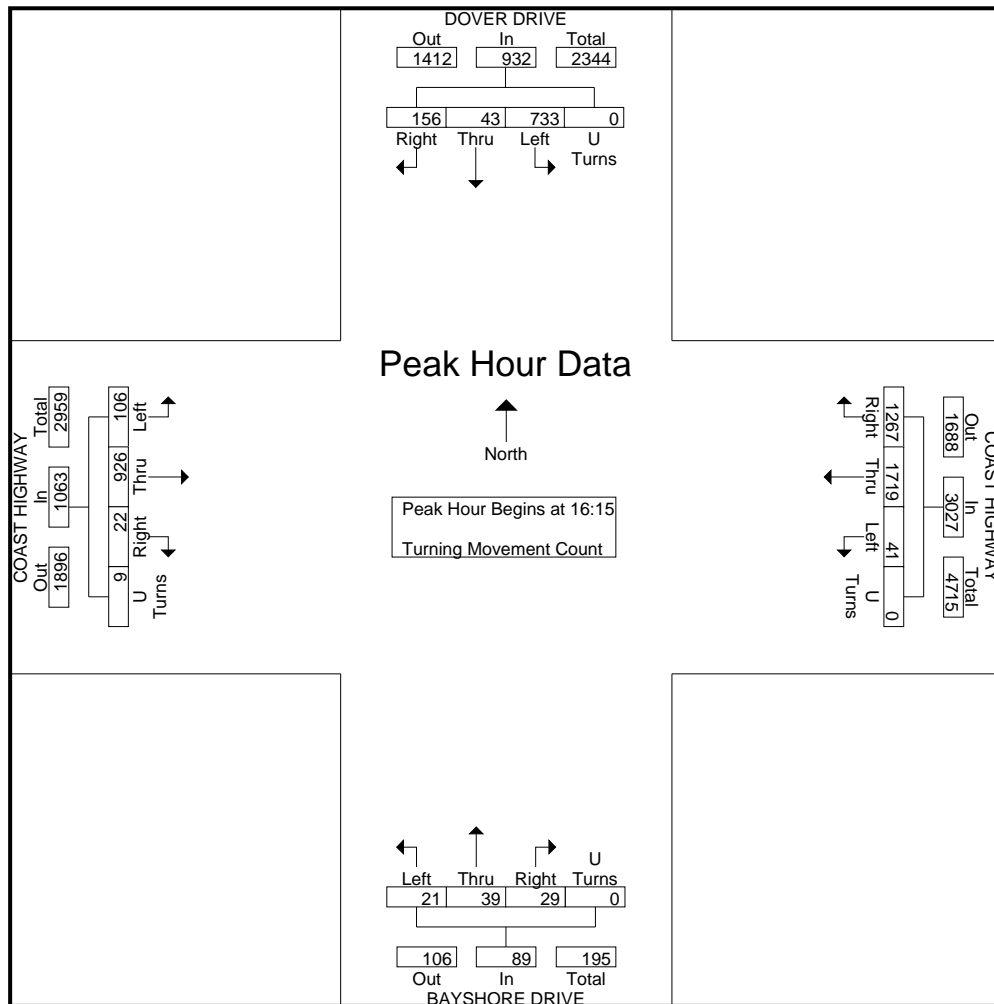 DOVER DRIVE
Out In Total
1412 932 2344
156 43 733 0
Right Thru Left U Turns
Peak Hour Data
North
Peak Hour Begins at 16:15
Turning Movement Count
COAST HIGHWAY
Total In Out
2959 1063 1896
106 926 22 9
Left Thru Right U Turns
COAST HIGHWAY
Out In Total
1688 3027 4715
1267 1719 41 0
Right Thru Left U Turns
Left Thru Right U Turns
21 39 29 0
106 89 195
Out In Total
BAYSHORE DRIVE